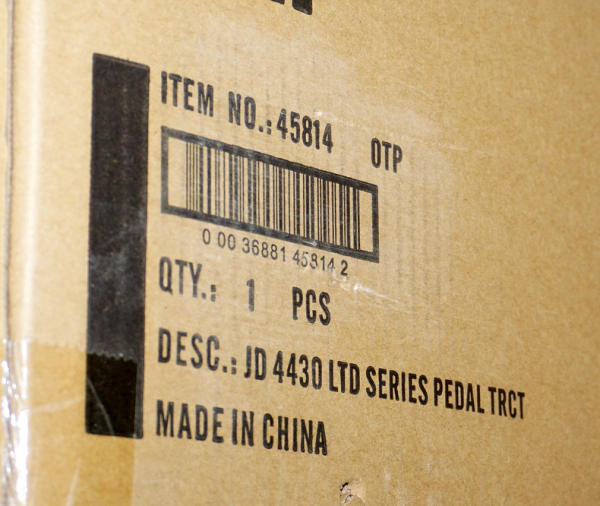 ITEM NO.: 45814 OTP
0 00 36881 45814 2
QTY.: 1 PCS
DESC.: JD 4430 LTD SERIES PEDAL TRCT
MADE IN CHINA